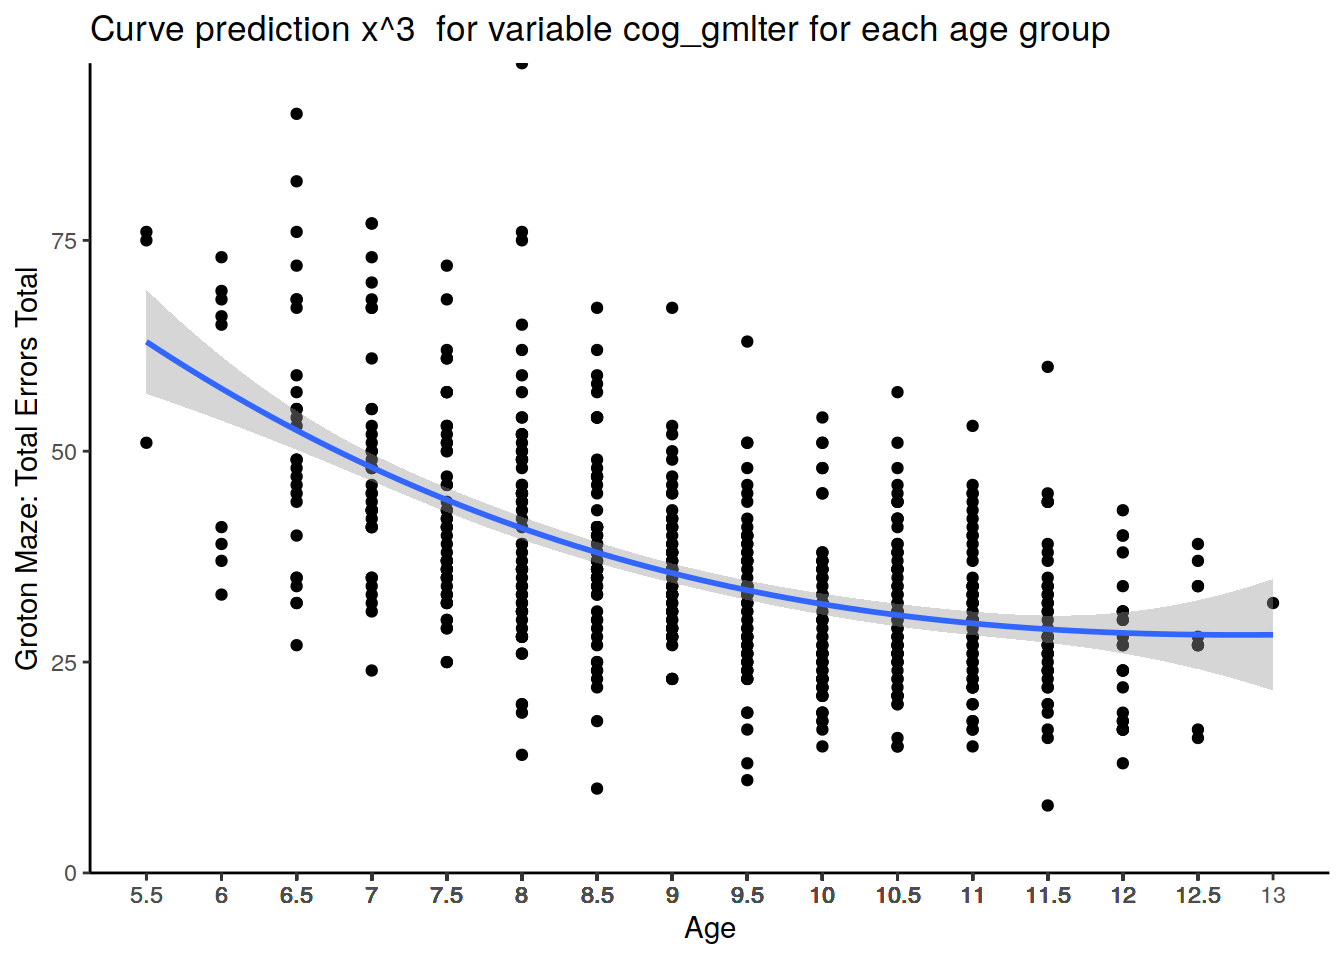 Curve prediction x^3  for variable cog_gmlter for each age group
Groton Maze: Total Errors Total
75
50
25
0
5.5 6 6.5 7 7.5 8 8.5 9 9.5 10 10.5 11 11.5 12 12.5 13
Age